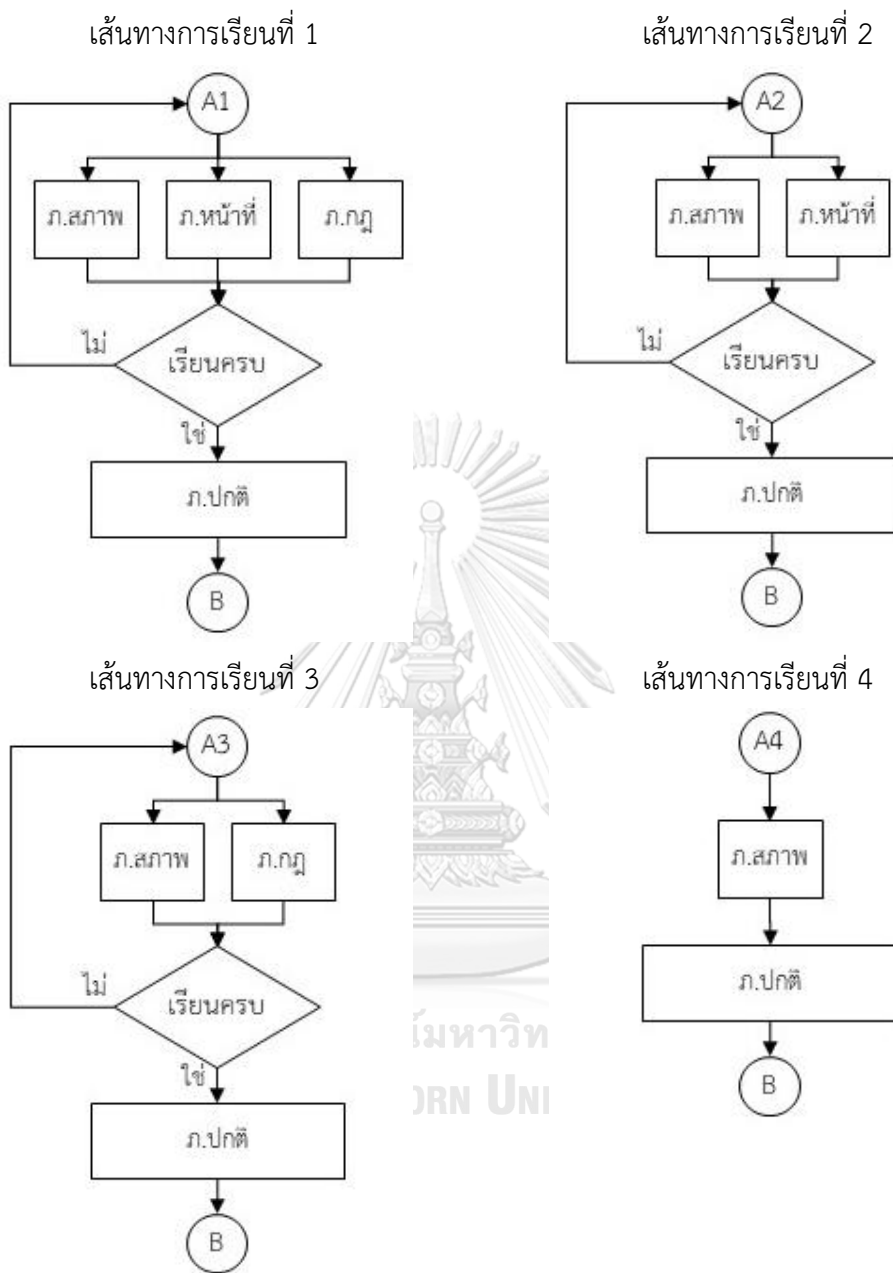 เส้นทางการเรียนที่ 1
A1
ภ.สภาพ ภ.หน้าที่ ภ.กฎ
ไม่
เรียนครบ
ใช่
ภ.ปกติ
B
เส้นทางการเรียนที่ 2
A2
ภ.สภาพ ภ.หน้าที่
ไม่
เรียนครบ
ใช่
ภ.ปกติ
B
เส้นทางการเรียนที่ 3
A3
ภ.สภาพ ภ.กฎ
ไม่
เรียนครบ
ใช่
ภ.ปกติ
B
เส้นทางการเรียนที่ 4
A4
ภ.สภาพ
ภ.ปกติ
B